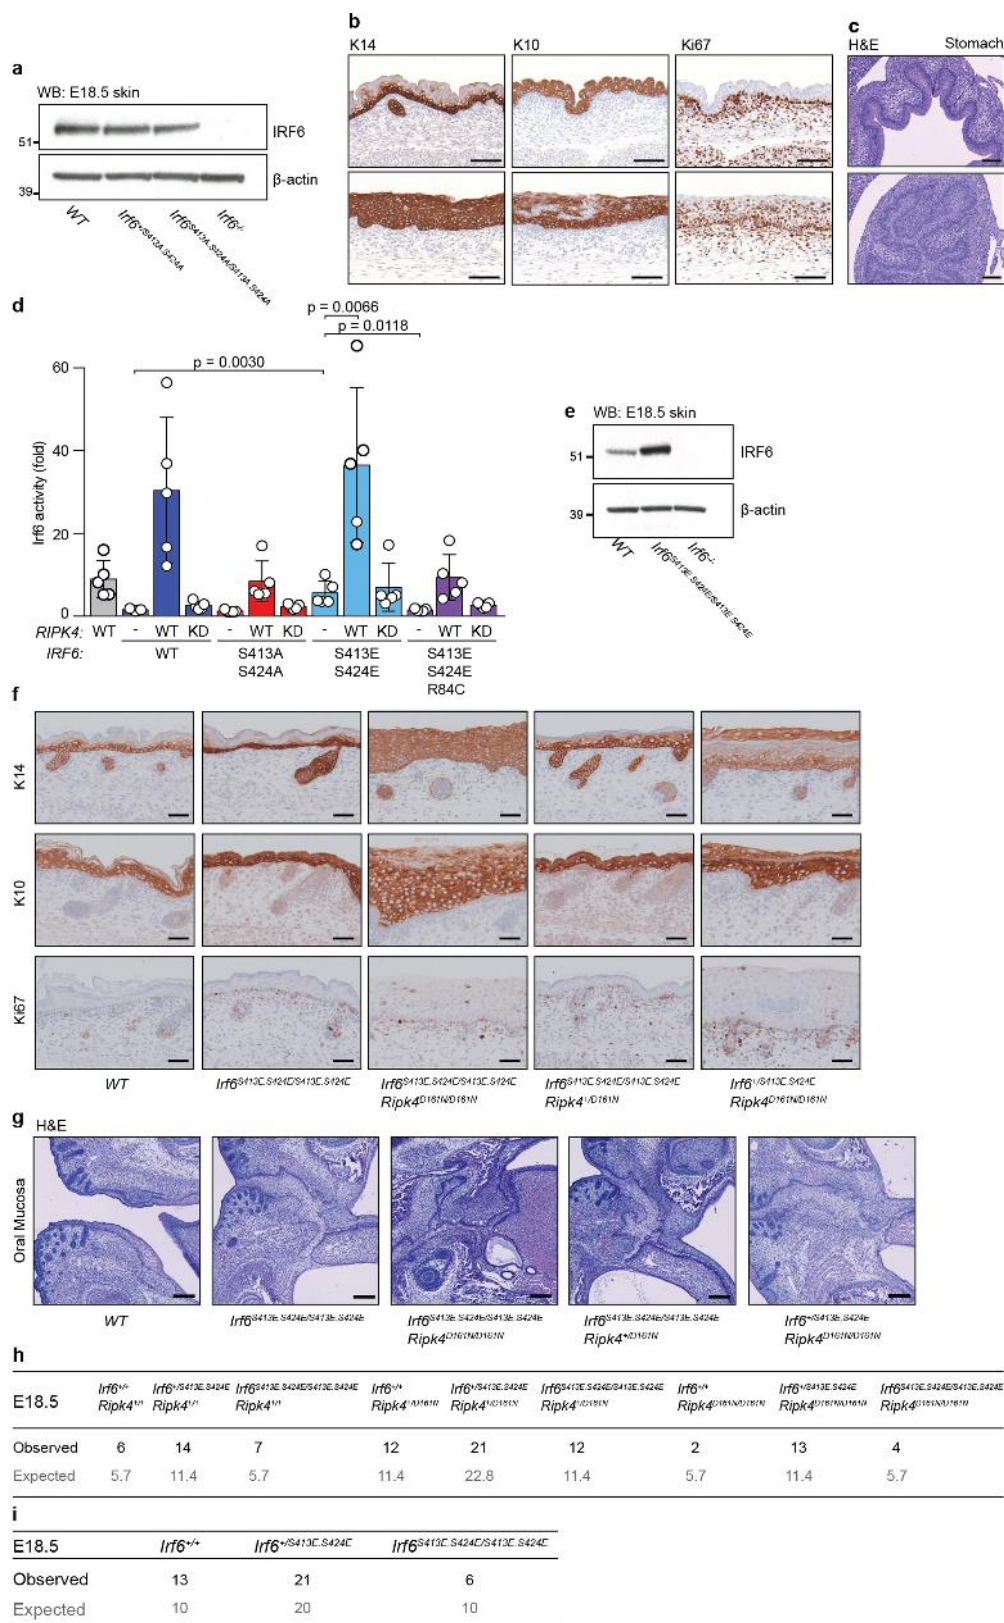 a
WB: E18.5 skin
51
IRF6
39
β-actin
WT
Irf6+/S413A.S424A
Irf6S413A.S424A/S413A.S424A
Irf6-/-
b
K14 K10 Ki67
c
H&E Stomach
d
p = 0.0066
p = 0.0118
p = 0.0030
Irf6 activity (fold)
60
40
20
0
RIPK4: WT - WT KD - WT KD - WT KD - WT KD
IRF6: WT S413A S413E S413E
S424A S424E S424E
R84C
e WB: E18.5 skin
51
IRF6
39
β-actin
WT
Irf6S413E.S424E/S413E.S424E
Irf6-/-
f
K14
K10
Ki67
WT Irf6S413E.S424E/S413E.S424E Irf6S413E.S424E/S413E.S424E Irf6S413E.S424E/S413E.S424E Irf6+/S413E.S424E
Ripk4D161N/D161N Ripk4+/D161N Ripk4D161N/D161N
g
H&E
Oral Mucosa
WT Irf6S413E.S424E/S413E.S424E Irf6S413E.S424E/S413E.S424E Irf6S413E.S424E/S413E.S424E Irf6+/S413E.S424E
Ripk4D161N/D161N Ripk4+/D161N Ripk4D161N/D161N
h
E18.5 Irf6+/+ Irf6+/S413E.S424E Irf6S413E.S424E/S413E.S424E Irf6+/+ Irf6+/S413E.S424E Irf6S413E.S424E/S413E.S424E Irf6+/+ Irf6+/S413E.S424E Irf6S413E.S424E/S413E.S424E
Ripk4+/+ Ripk4+/+ Ripk4+/+ Ripk4+/D161N Ripk4+/D161N Ripk4+/D161N Ripk4D161N/D161N Ripk4D161N/D161N Ripk4D161N/D161N
Observed 6 14 7 12 21 12 2 13 4
Expected 5.7 11.4 5.7 11.4 22.8 11.4 5.7 11.4 5.7
i
E18.5 Irf6+/+ Irf6+/S413E.S424E Irf6S413E.S424E/S413E.S424E
Observed 13 21 6
Expected 10 20 10